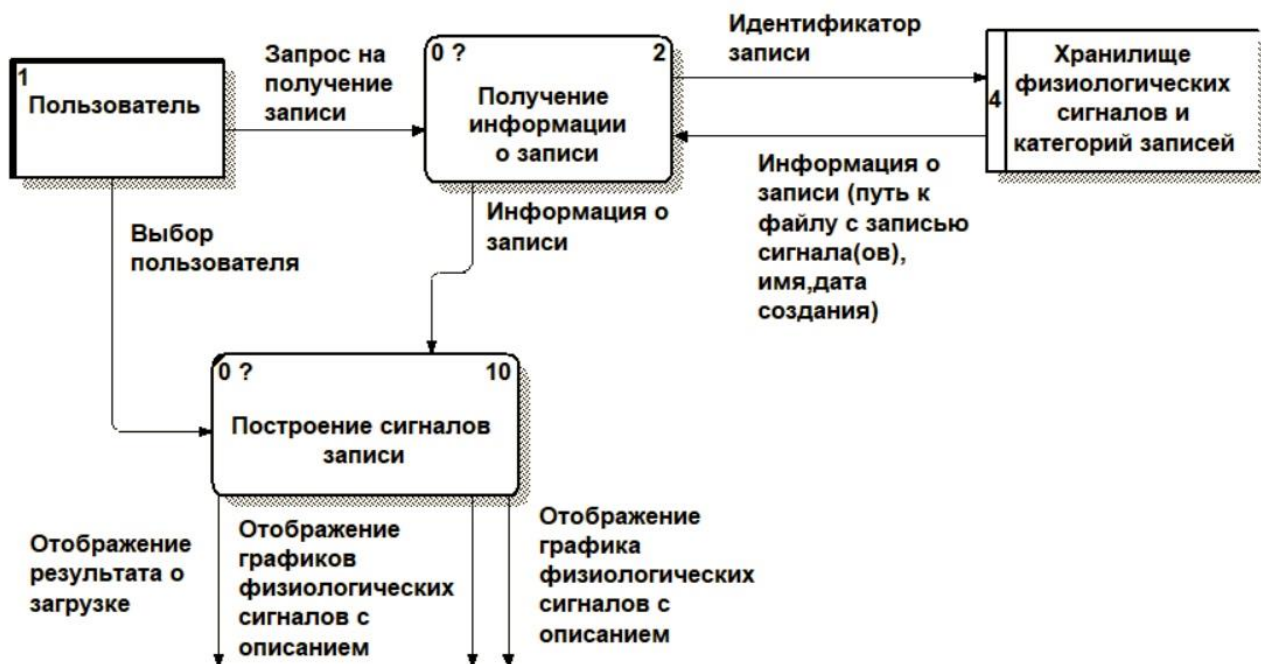 1
Пользователь
Запрос на
получение
записи
0 ?
2
Получение
информации
о записи
Идентификатор
записи
4
Хранилище
физиологических
сигналов и
категорий записей
Информация о
записи (путь к
файлу с записью
сигнала(ов),
имя,дата
создания)
Информация о
записи
Выбор
пользователя
0 ?
10
Построение сигналов
записи
Отображение
результата о
загрузке
Отображение
графиков
физиологических
сигналов с
описанием
Отображение
графика
физиологических
сигналов с
описанием